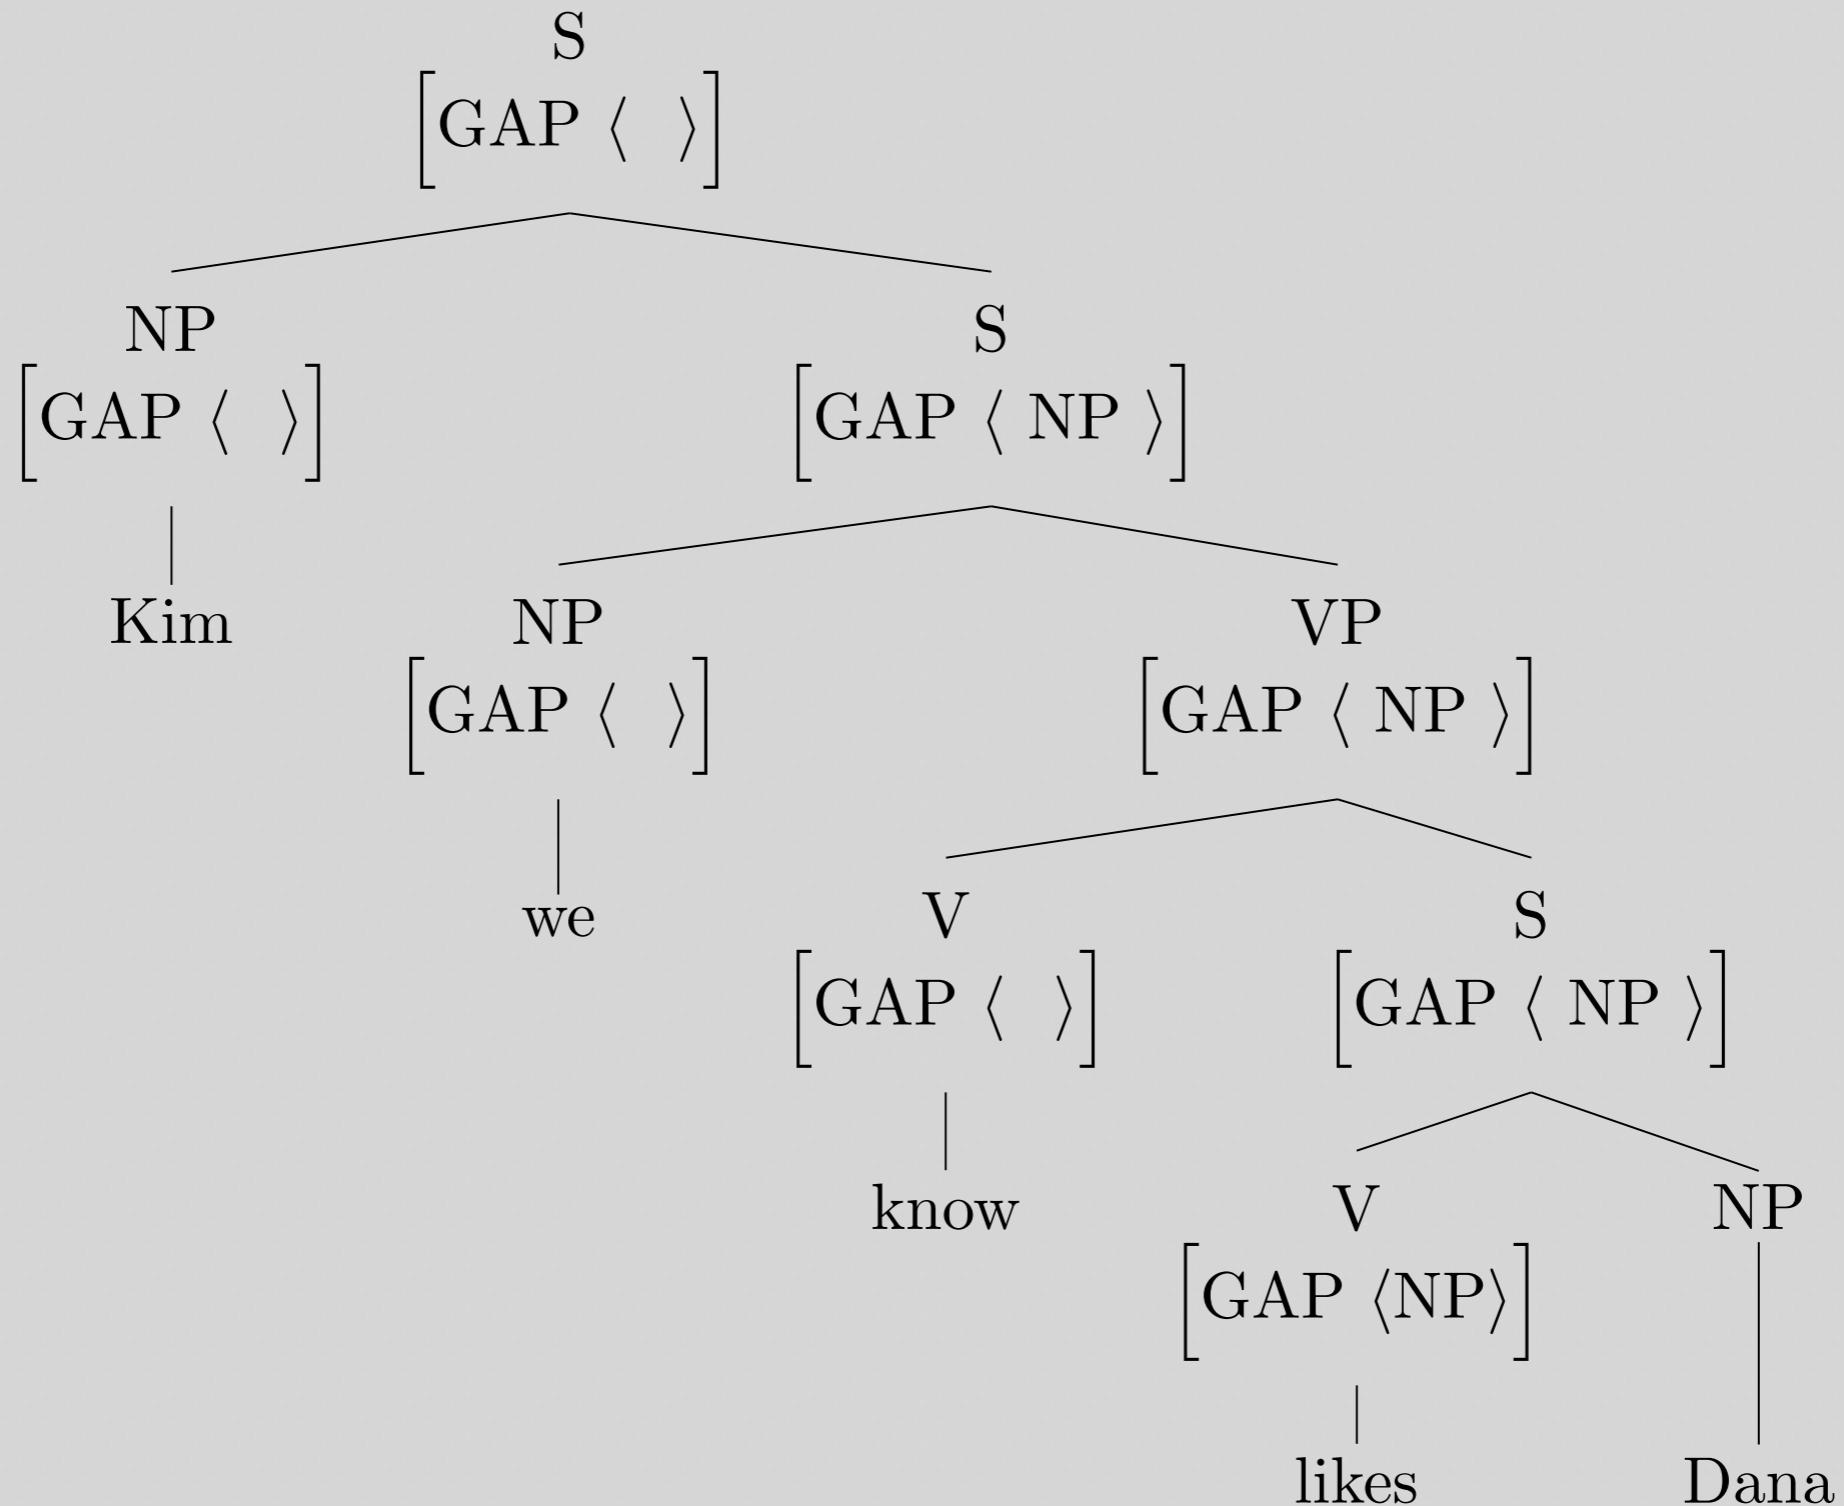 S
[GAP ⟨ ⟩]
NP S
[GAP ⟨ ⟩] [GAP ⟨ NP ⟩]
Kim NP VP
[GAP ⟨ ⟩] [GAP ⟨ NP ⟩]
we V S
[GAP ⟨ ⟩] [GAP ⟨ NP ⟩]
know V NP
[GAP ⟨NP⟩]
likes Dana